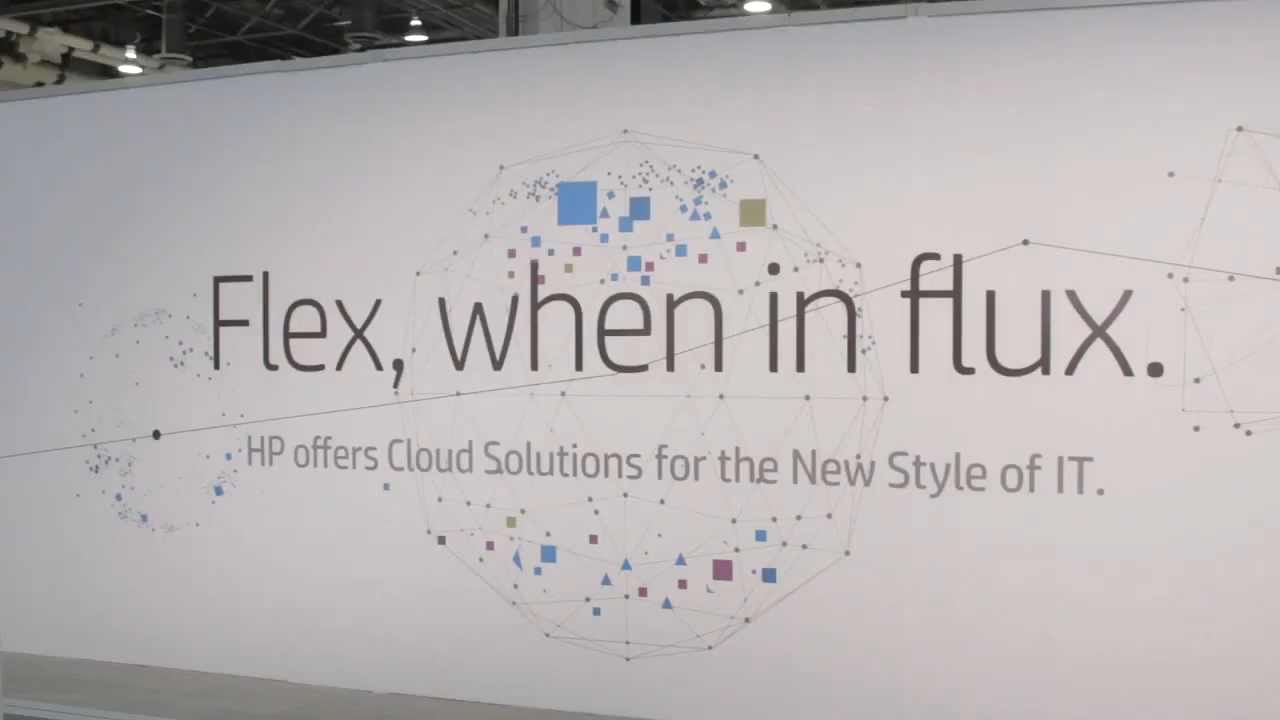 Flex, when in flux.
HP offers Cloud Solutions for the New Style of IT.